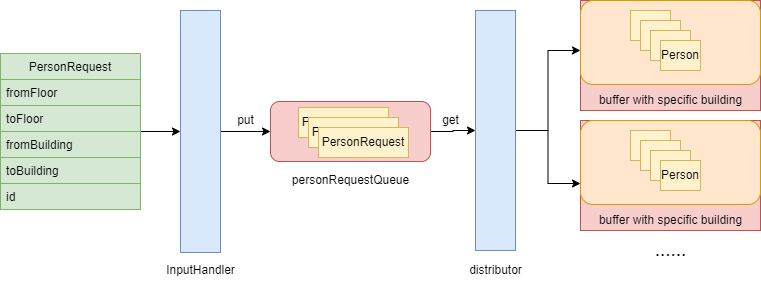 PersonRequest
fromFloor
toFloor
fromBuilding
toBuilding
id
InputHandler
put
P
P
PersonRequest
personRequestQueue
get
distributor
Person
buffer with specific building
Person
buffer with specific building
......